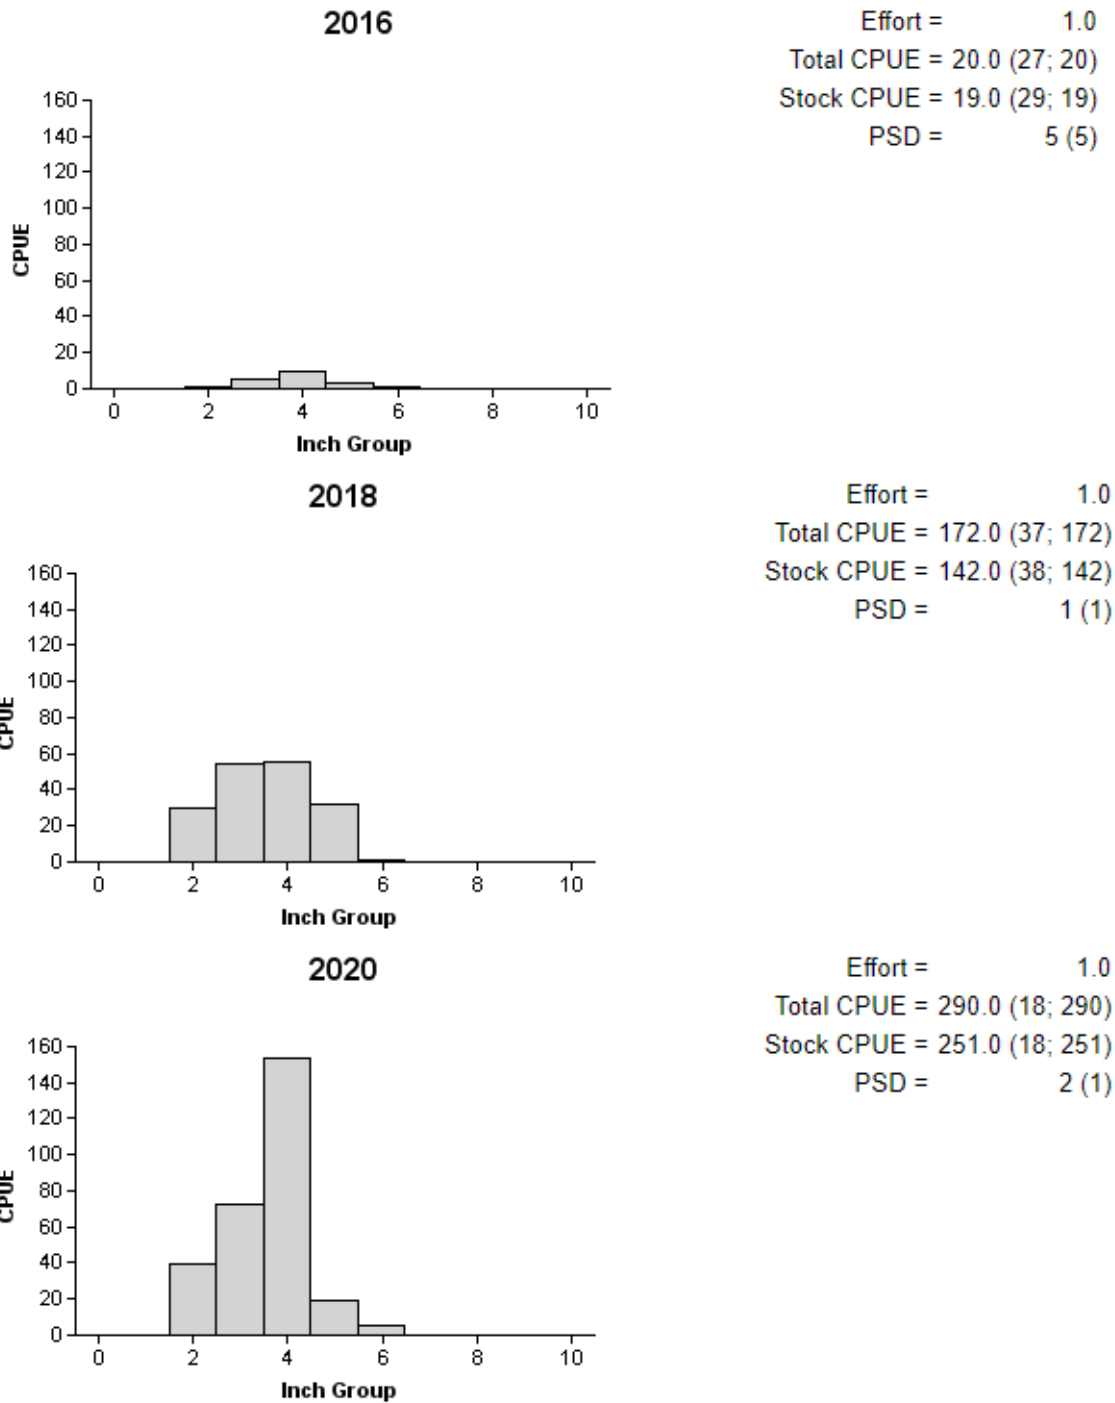 2016
Effort = 1.0
Total CPUE = 20.0 (27; 20)
Stock CPUE = 19.0 (29; 19)
PSD = 5 (5)
160
140
120
100
80
60
40
20
0
CPUE
0 2 4 6 8 10
Inch Group
2018
Effort = 1.0
Total CPUE = 172.0 (37; 172)
Stock CPUE = 142.0 (38; 142)
PSD = 1 (1)
160
140
120
100
80
60
40
20
0
CPUE
0 2 4 6 8 10
Inch Group
2020
Effort = 1.0
Total CPUE = 290.0 (18; 290)
Stock CPUE = 251.0 (18; 251)
PSD = 2 (1)
160
140
120
100
80
60
40
20
0
CPUE
0 2 4 6 8 10
Inch Group